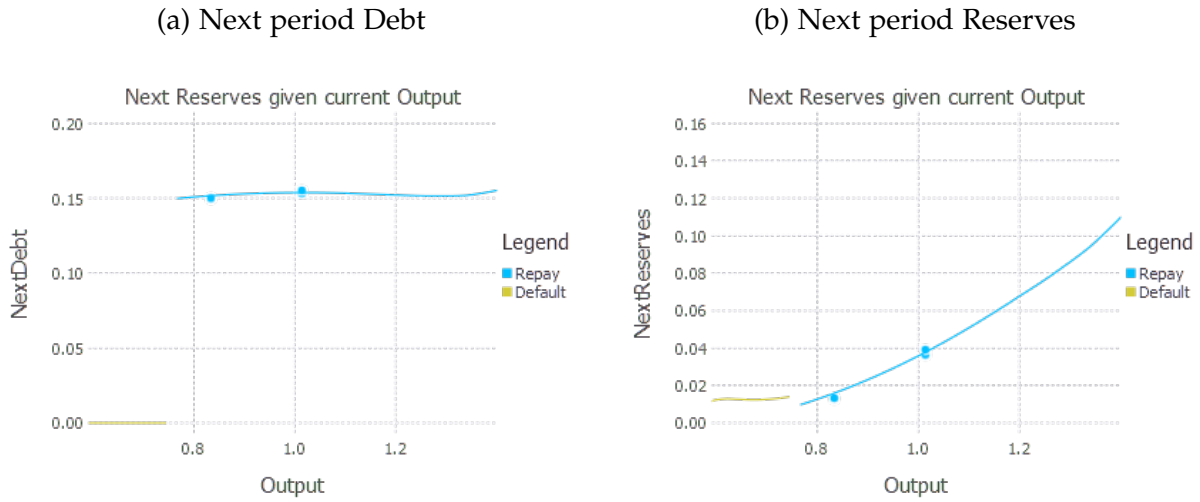 (a) Next period Debt
Next Reserves given current Output
NextDebt
0.20
0.15
0.10
0.05
0.00
0.8 1.0 1.2
Output
Legend
Repay
Default
(b) Next period Reserves
Next Reserves given current Output
NextReserves
0.16
0.14
0.12
0.10
0.08
0.06
0.04
0.02
0.00
0.8 1.0 1.2
Output
Legend
Repay
Default